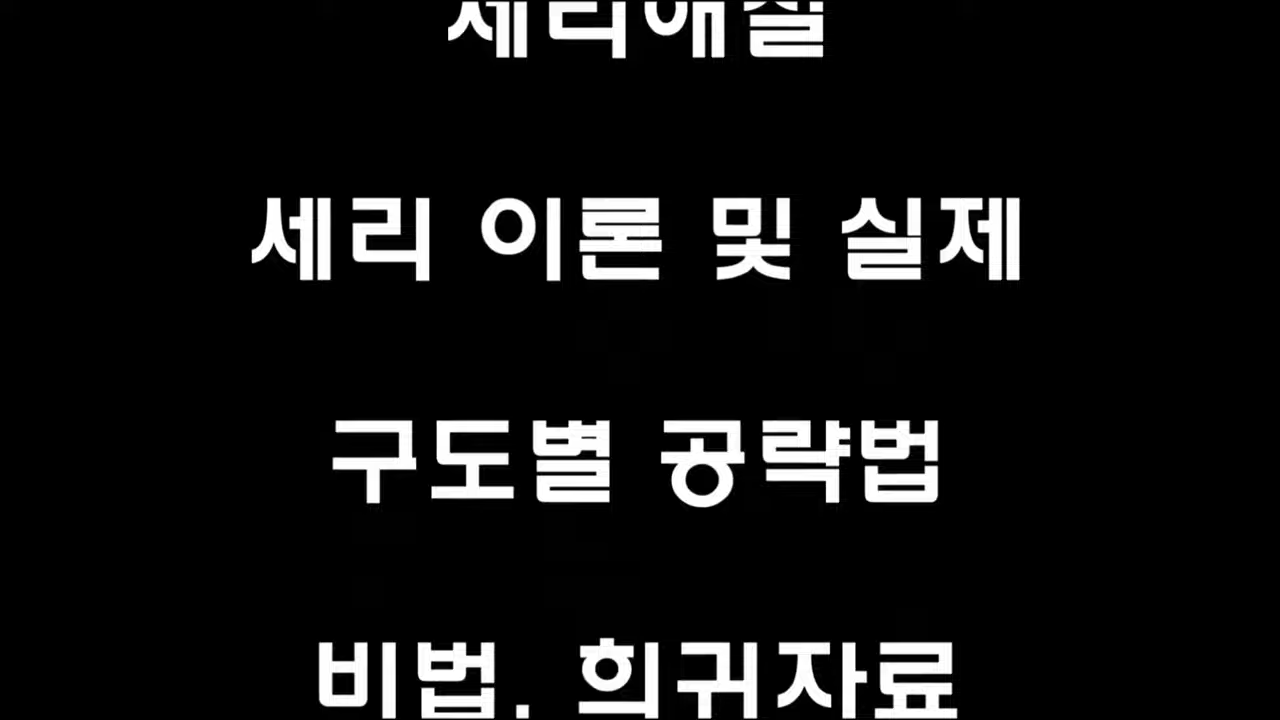 세리 이론 및 실제
구도별 공략법
비법, 희귀자료